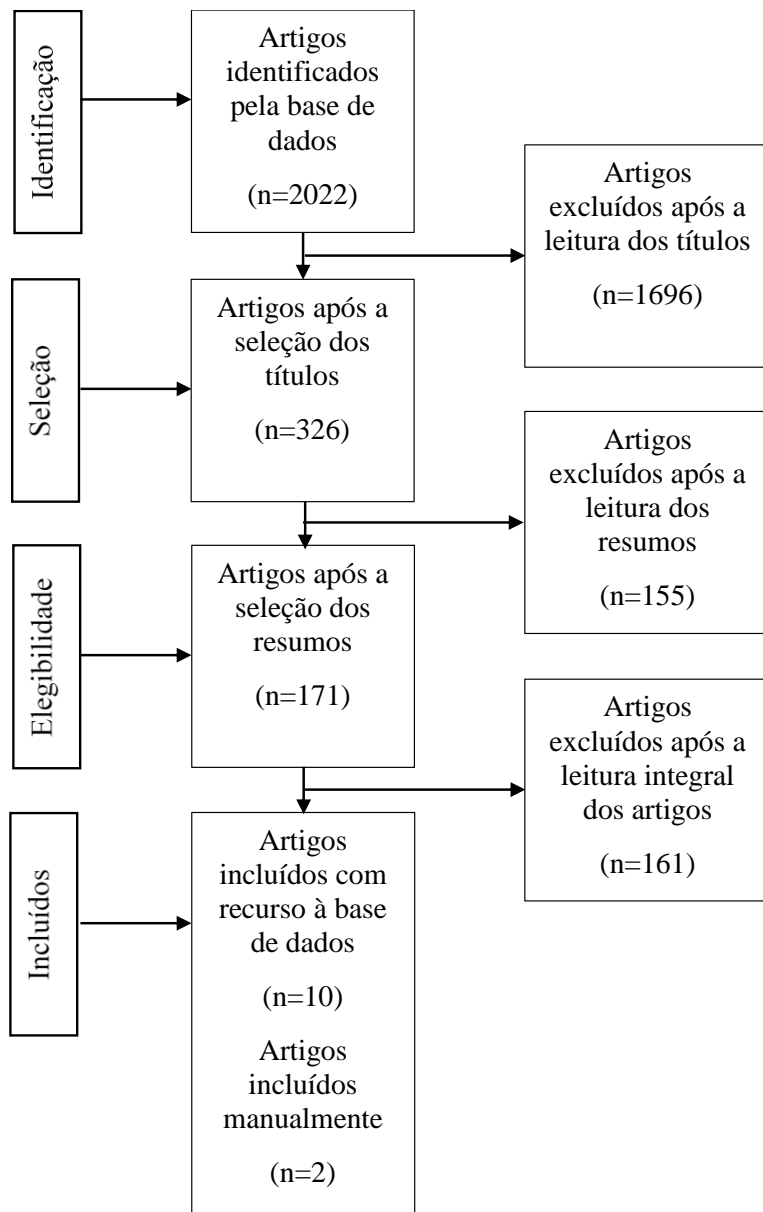 Identificação
Artigos
identificados
pela base de
dados
(n=2022)
Artigos
excluídos após a
leitura dos títulos
(n=1696)
Seleção
Artigos após a
seleção dos
títulos
(n=326)
Artigos
excluídos após a
leitura dos
resumos
(n=155)
Elegibilidade
Artigos após a
seleção dos
resumos
(n=171)
Artigos
excluídos após a
leitura integral
dos artigos
(n=161)
Incluídos
Artigos
incluídos com
recurso à base
de dados
(n=10)
Artigos
incluídos
manualmente
(n=2)